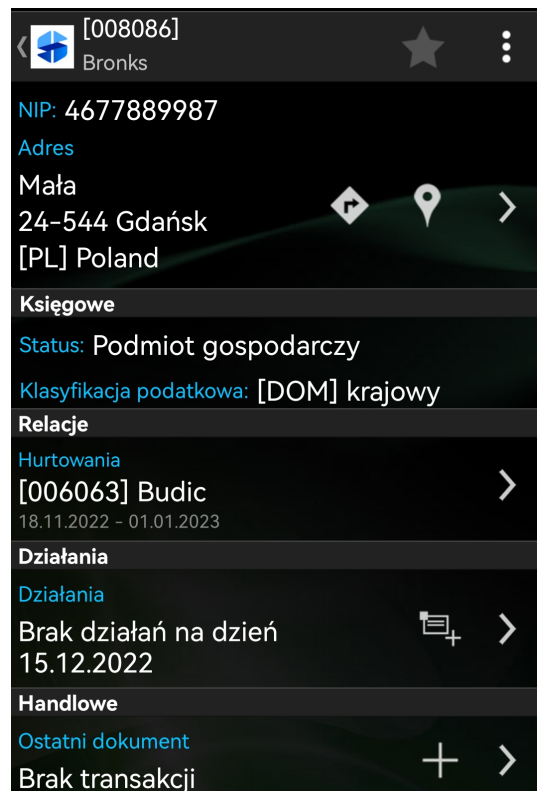 [008086]
Bronks
NIP: 4677889987
Adres
Mała
24-544 Gdańsk
[PL] Poland
Księgowe
Status: Podmiot gospodarczy
Klasyfikacja podatkowa: [DOM] krajowy
Relacje
Hurtowania
[006063] Budic
18.11.2022 - 01.01.2023
Działania
Działania
Brak działań na dzień
15.12.2022
Handlowe
Ostatni dokument
Brak transakcji